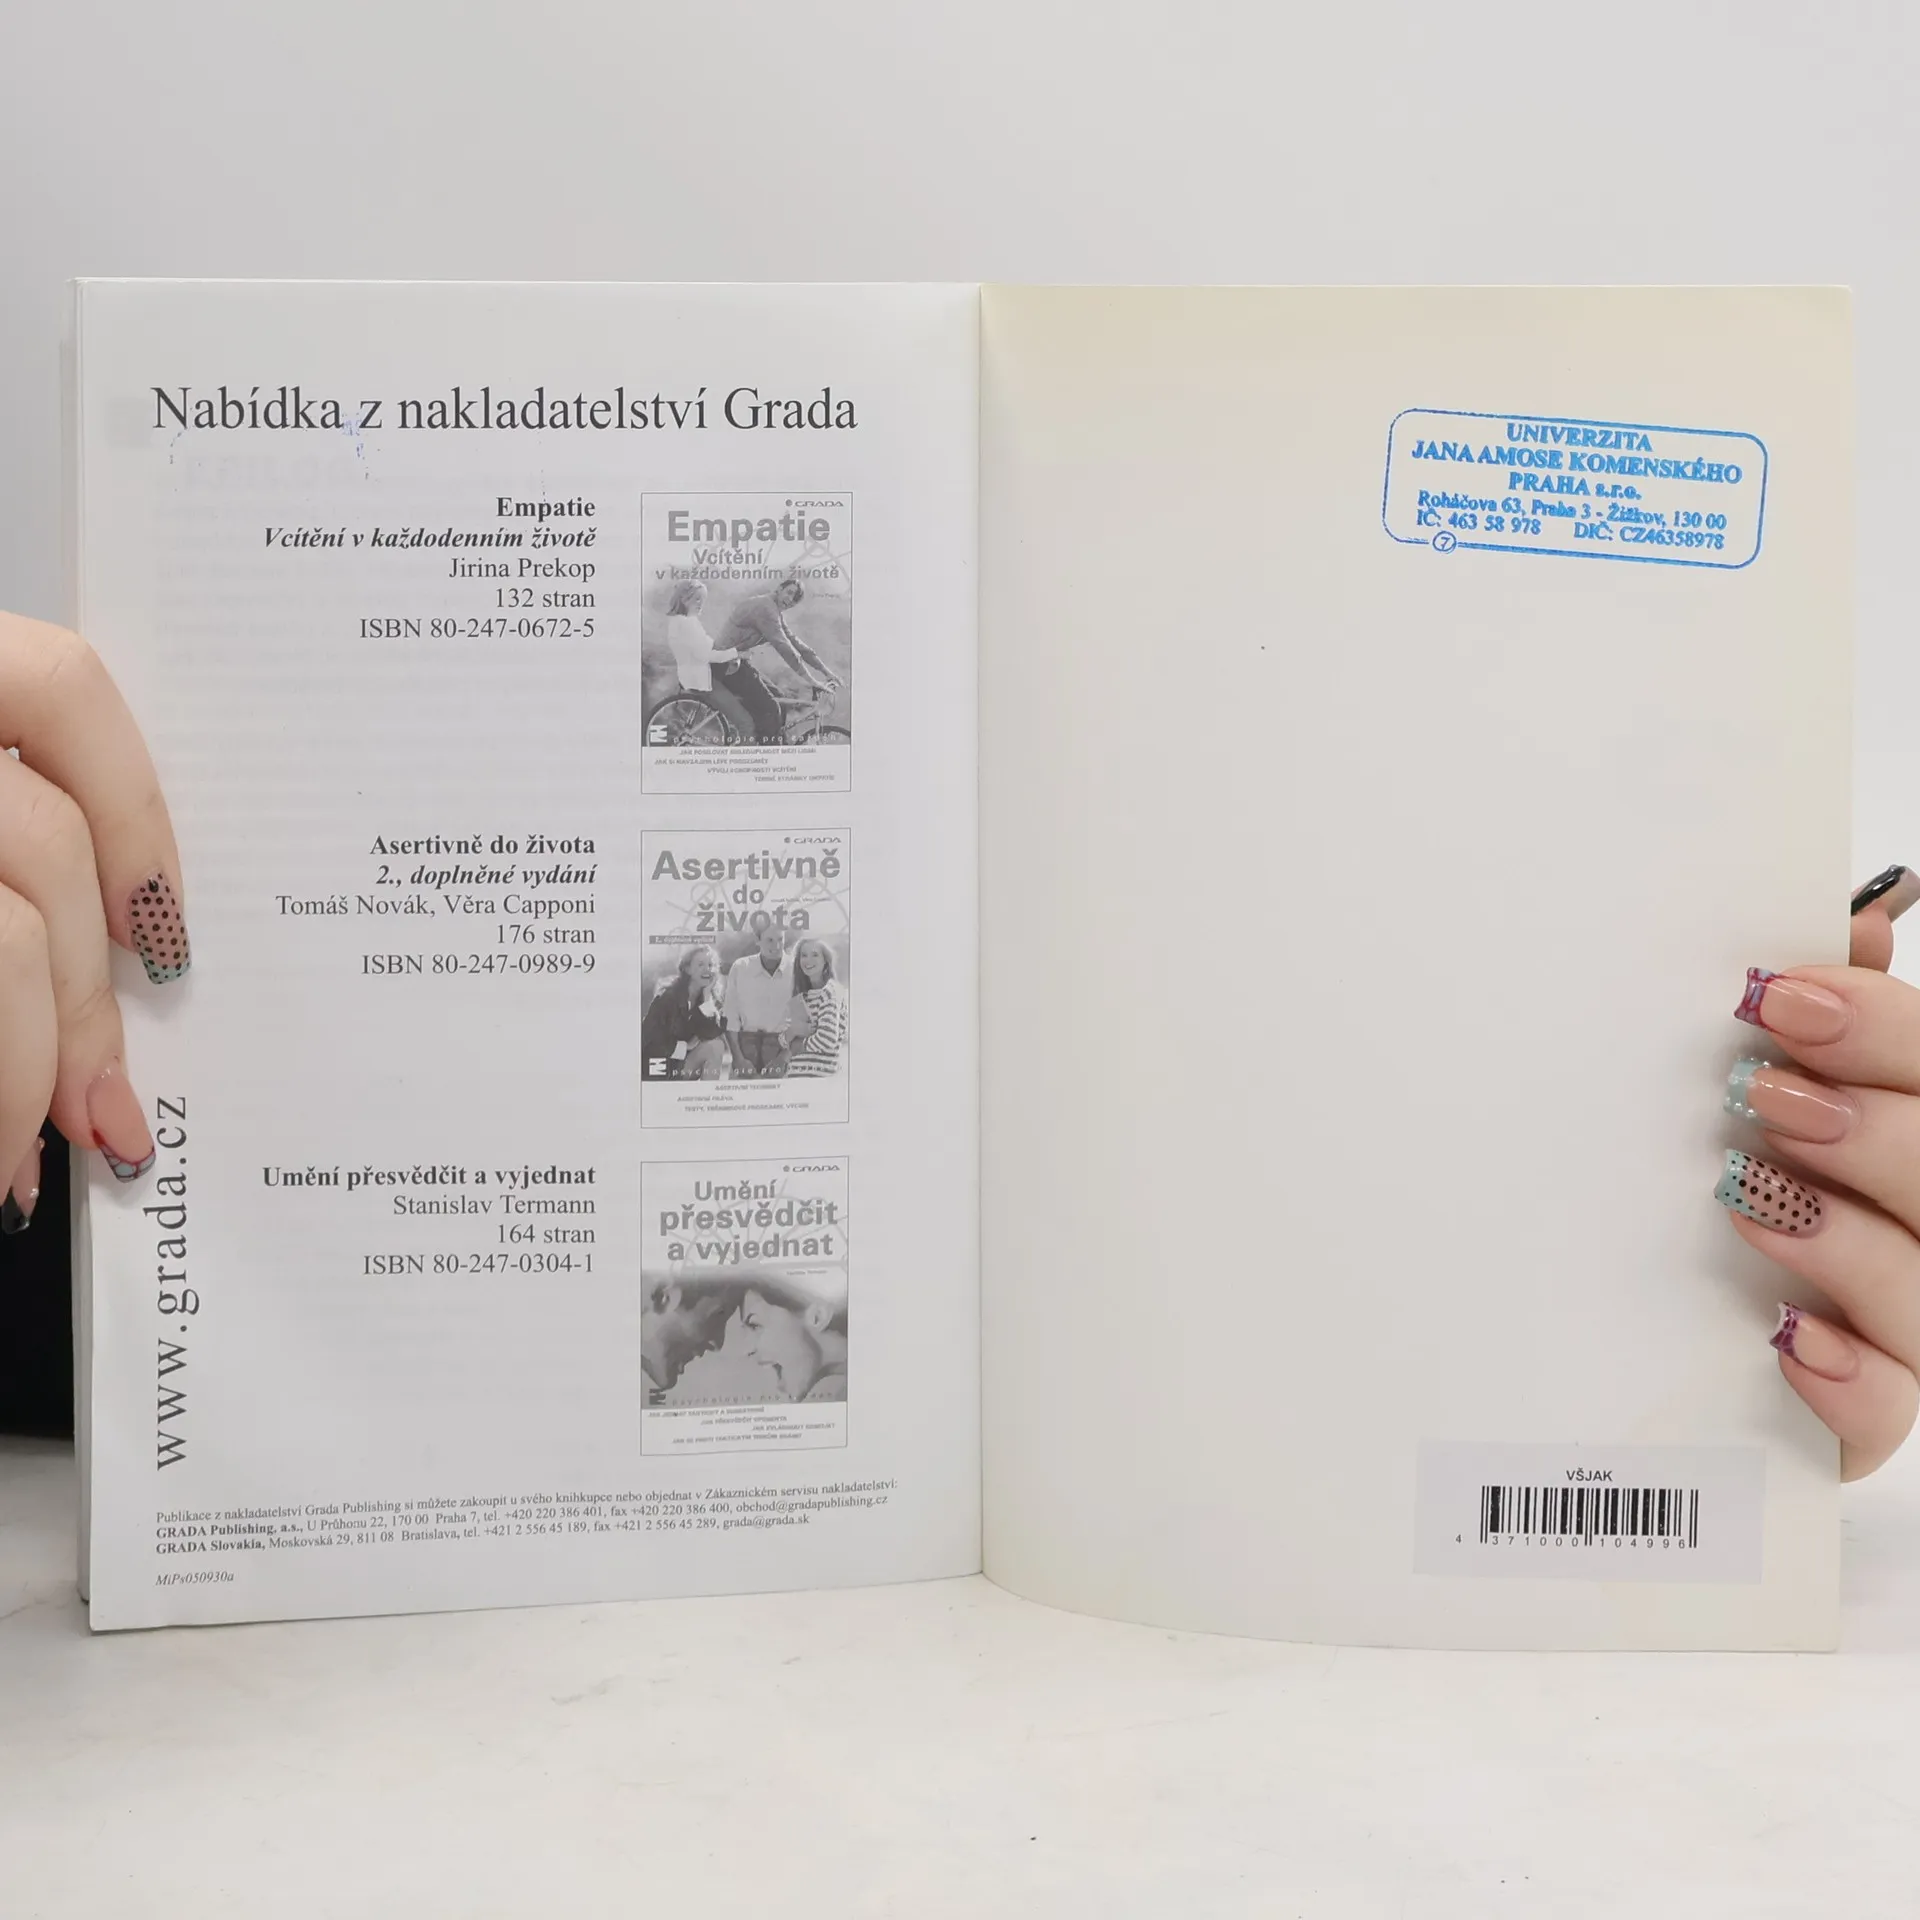 Nabídka z nakladatelství Grada
Empatie
Vcítění v každodenním životě
Jirina Prekop
132 stran
ISBN 80-247-0672-5
GRADA
Empatie
Vcítění
v každodenním životě
psychologie pro každého
Asertivně do života
2., doplněné vydání
Tomáš Novák, Věra Capponi
176 stran
ISBN 80-247-0989-9
GRADA
Asertivně
do
života
Umění přesvědčit a vyjednat
Stanislav Termann
164 stran
ISBN 80-247-0304-1
GRADA
Umění
přesvědčit
a vyjednat
www.grada.cz
Publikace z nakladatelství Grada Publishing si můžete zakoupit u svého knihkupce nebo objednat v Zákaznickém servisu nakladatelství:
GRADA Publishing, a.s., U Průhonu 22, 170 00 Praha 7, tel. +420 220 386 401, fax +420 220 386 400, obchod@gradapublishing.cz
GRADA Slovakia, Moskovská 29, 811 08 Bratislava, tel. +421 2 556 45 189, fax +421 2 556 45 289, grada@grada.sk
MiPs050930a
UNIVERZITA
JANA AMOSE KOMENSKÉHO
PRAHA s.r.o.
Roháčova 63, Praha 3 - Žižkov, 130 00
IČ: 463 58 978 DIČ: CZ46358978
7
VŠJAK
4 371000 104996